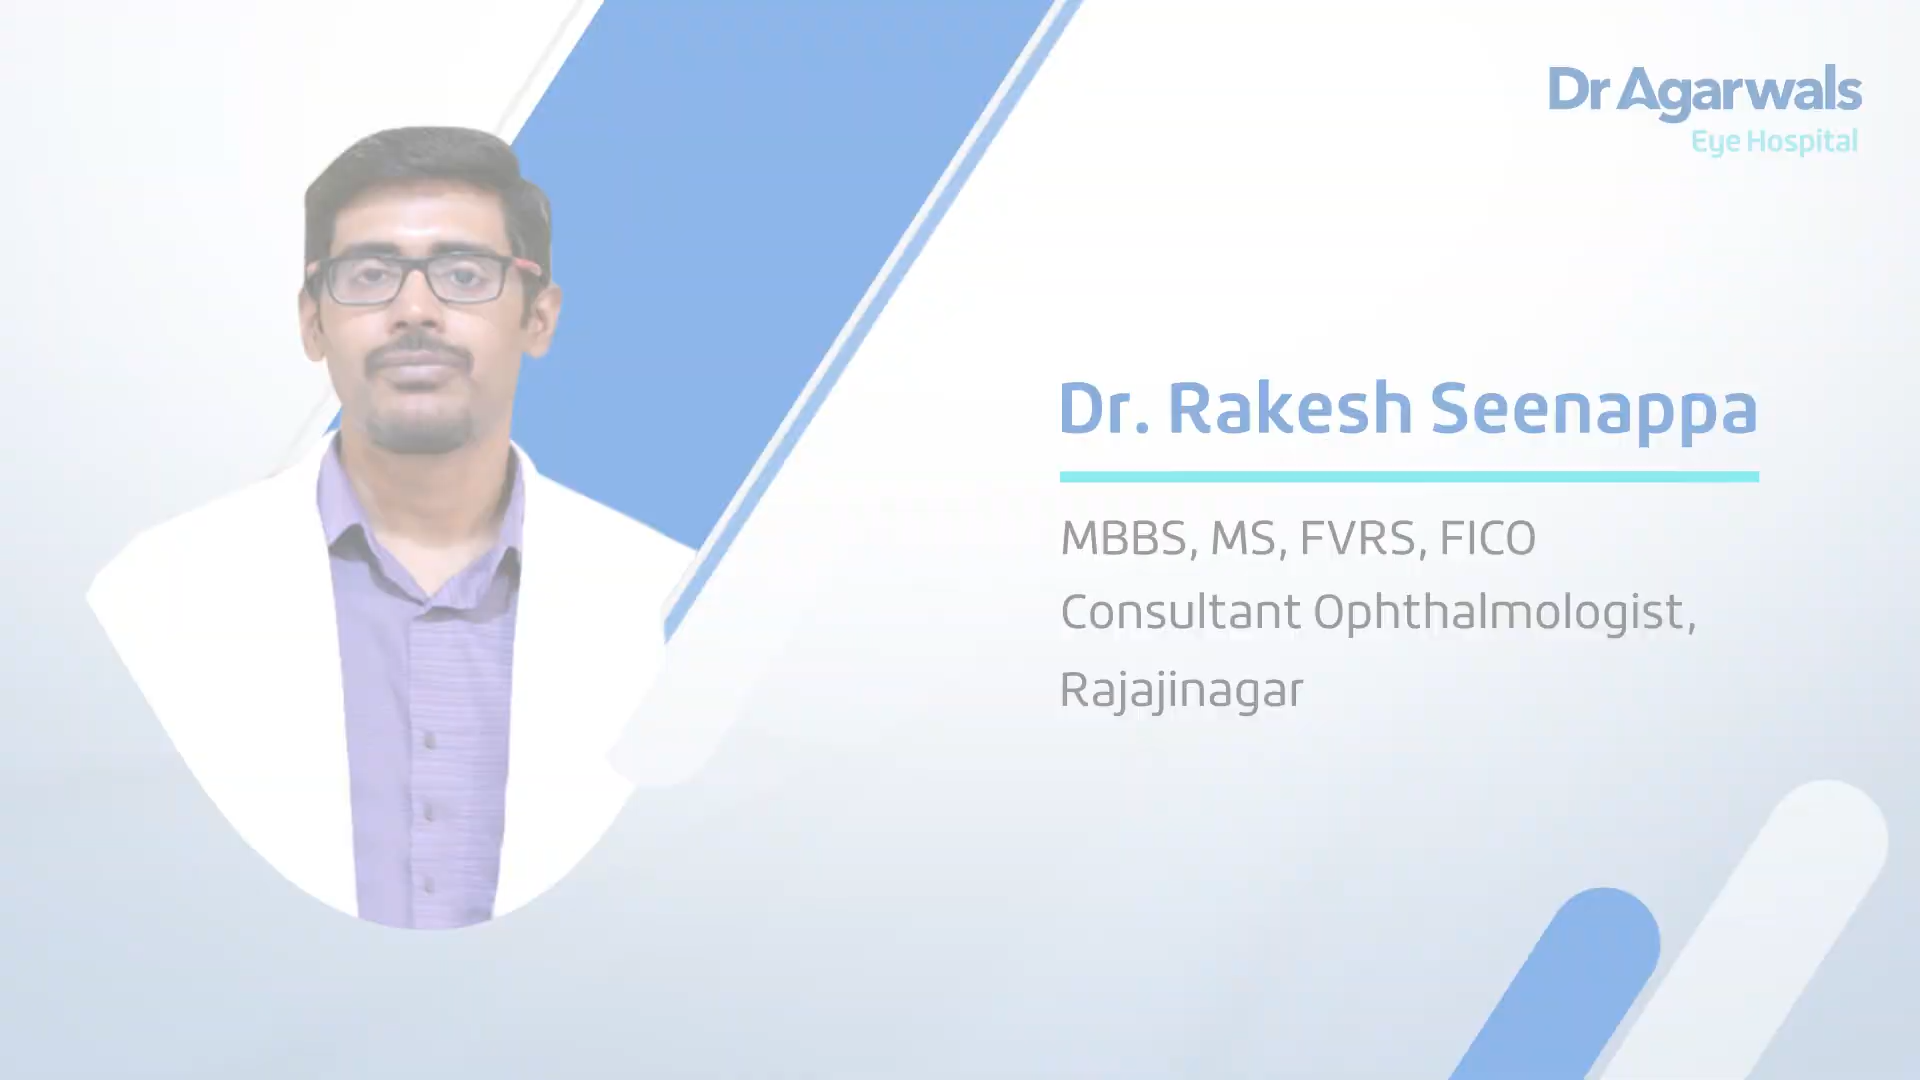 Dr Agarwals
Eye Hospital
Dr. Rakesh Seenappa
MBBS, MS, FVRS, FICO
Consultant Ophthalmologist,
Rajajinagar